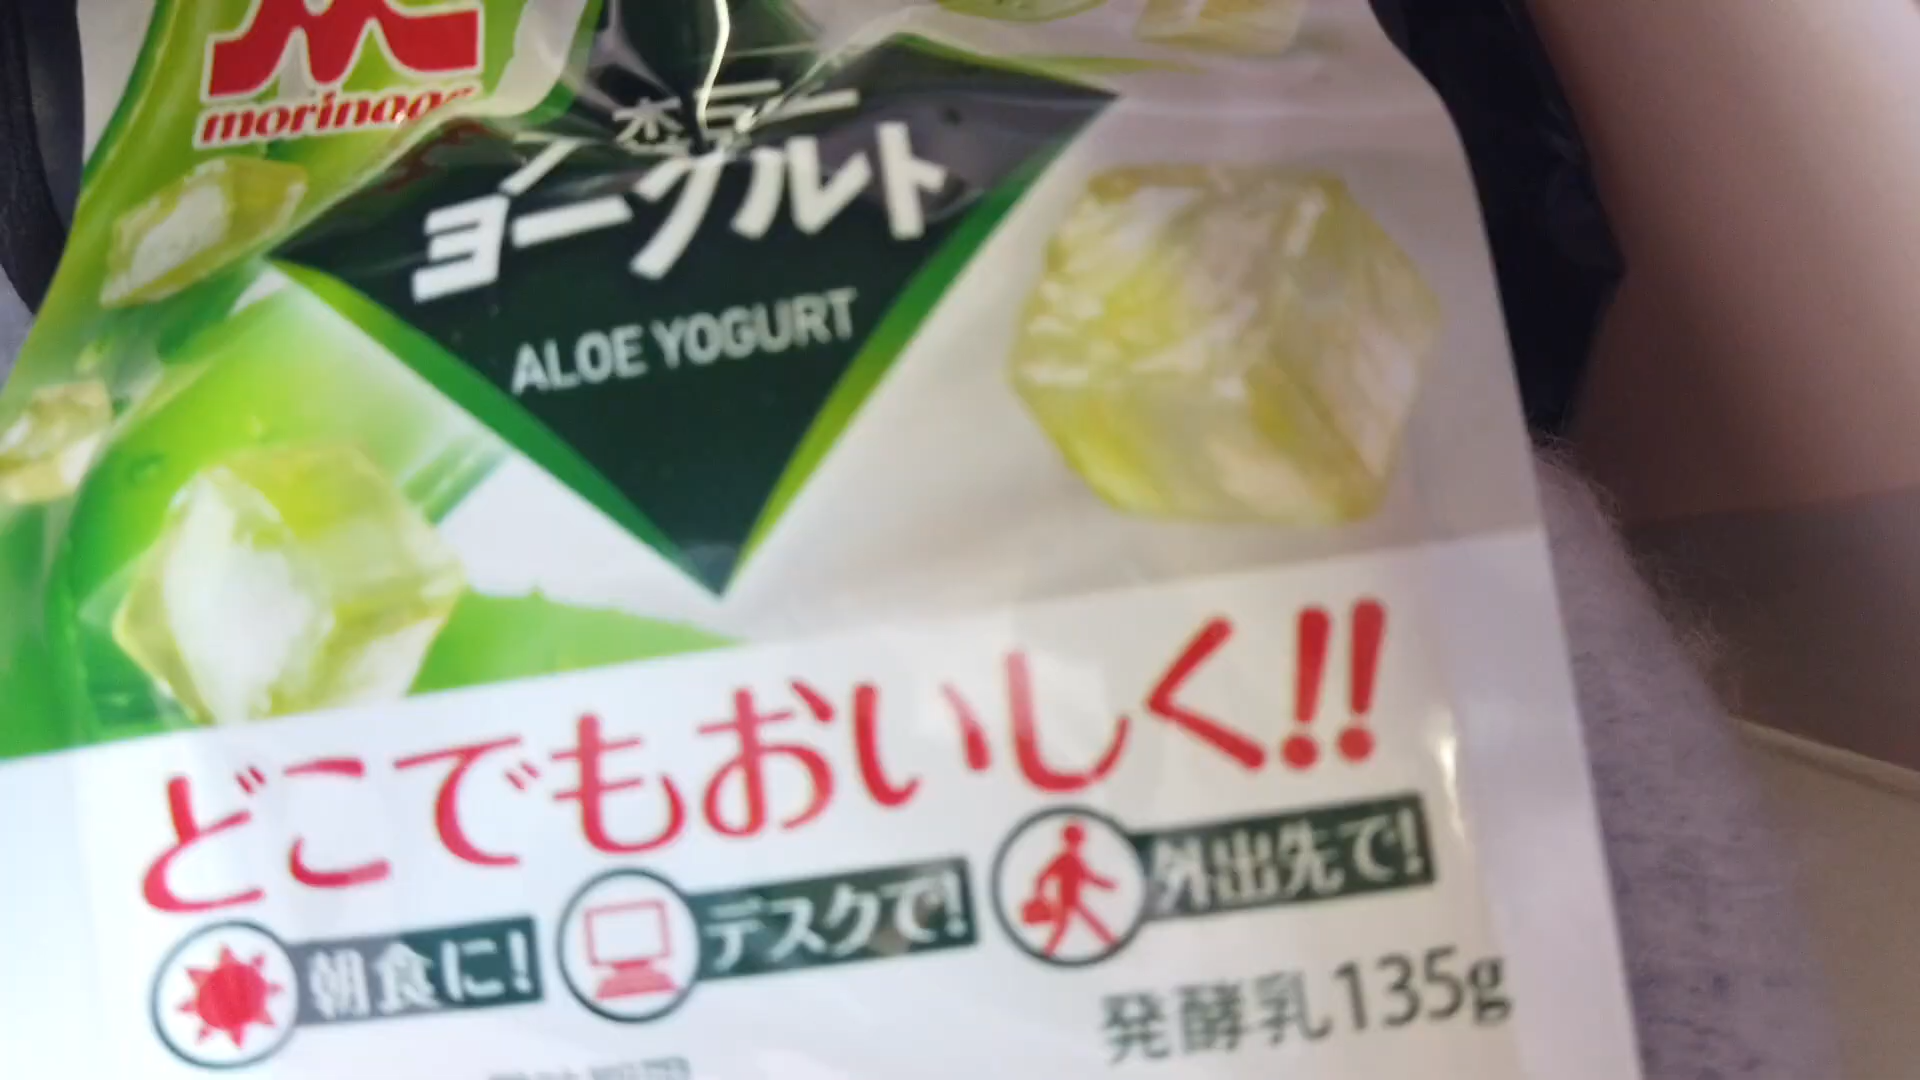 morinaga
ヨーグルト
ALOE YOGURT
どこでもおいしく!!
朝食に!
デスクで!
外出先で!
発酵乳135g